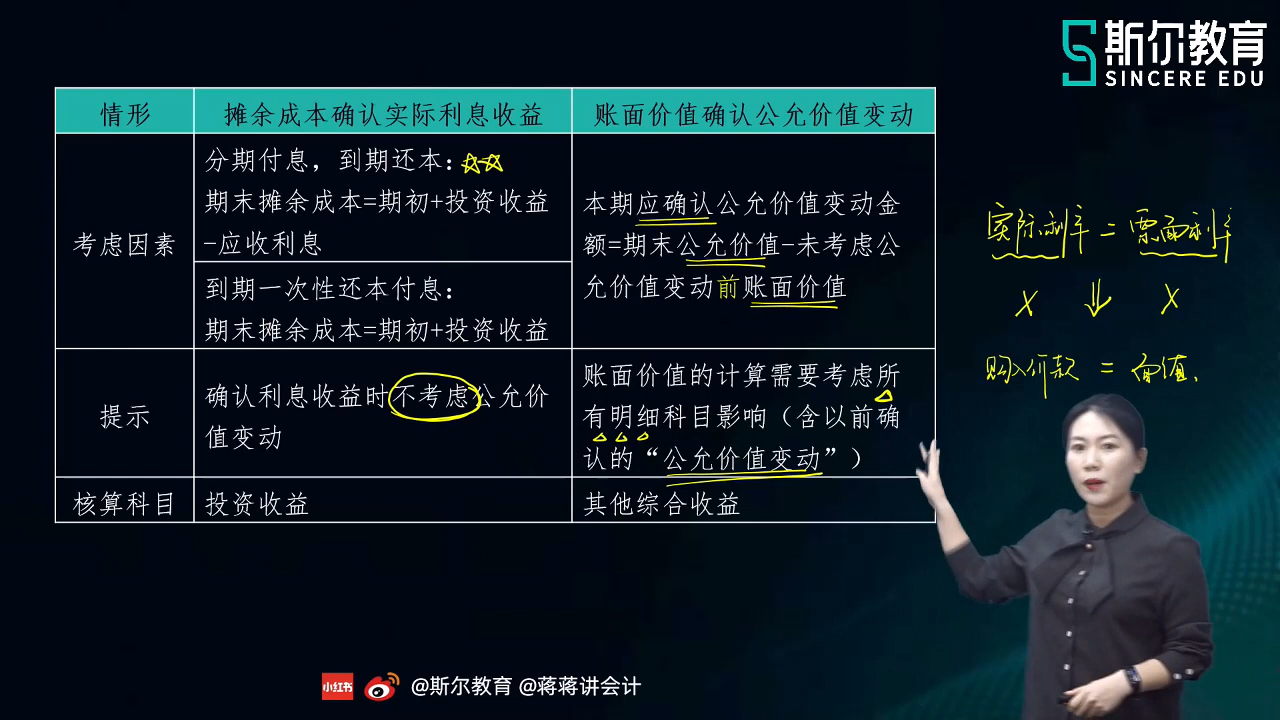 斯尔教育
SINCERE EDU
情形
摊余成本确认实际利息收益
账面价值确认公允价值变动
考虑因素
分期付息，到期还本：
期末摊余成本=期初+投资收益
-应收利息
到期一次性还本付息：
期末摊余成本=期初+投资收益
本期应确认公允价值变动金
额=期末公允价值-未考虑公
允价值变动前账面价值
提示
确认利息收益时不考虑公允价
值变动
账面价值的计算需要考虑所
有明细科目影响（含以前确
认的“公允价值变动”）
核算科目
投资收益
其他综合收益
实际利率 = 票面利率
X ⇓ X
购入价款 = 面值
小红书
@斯尔教育 @蒋蒋讲会计